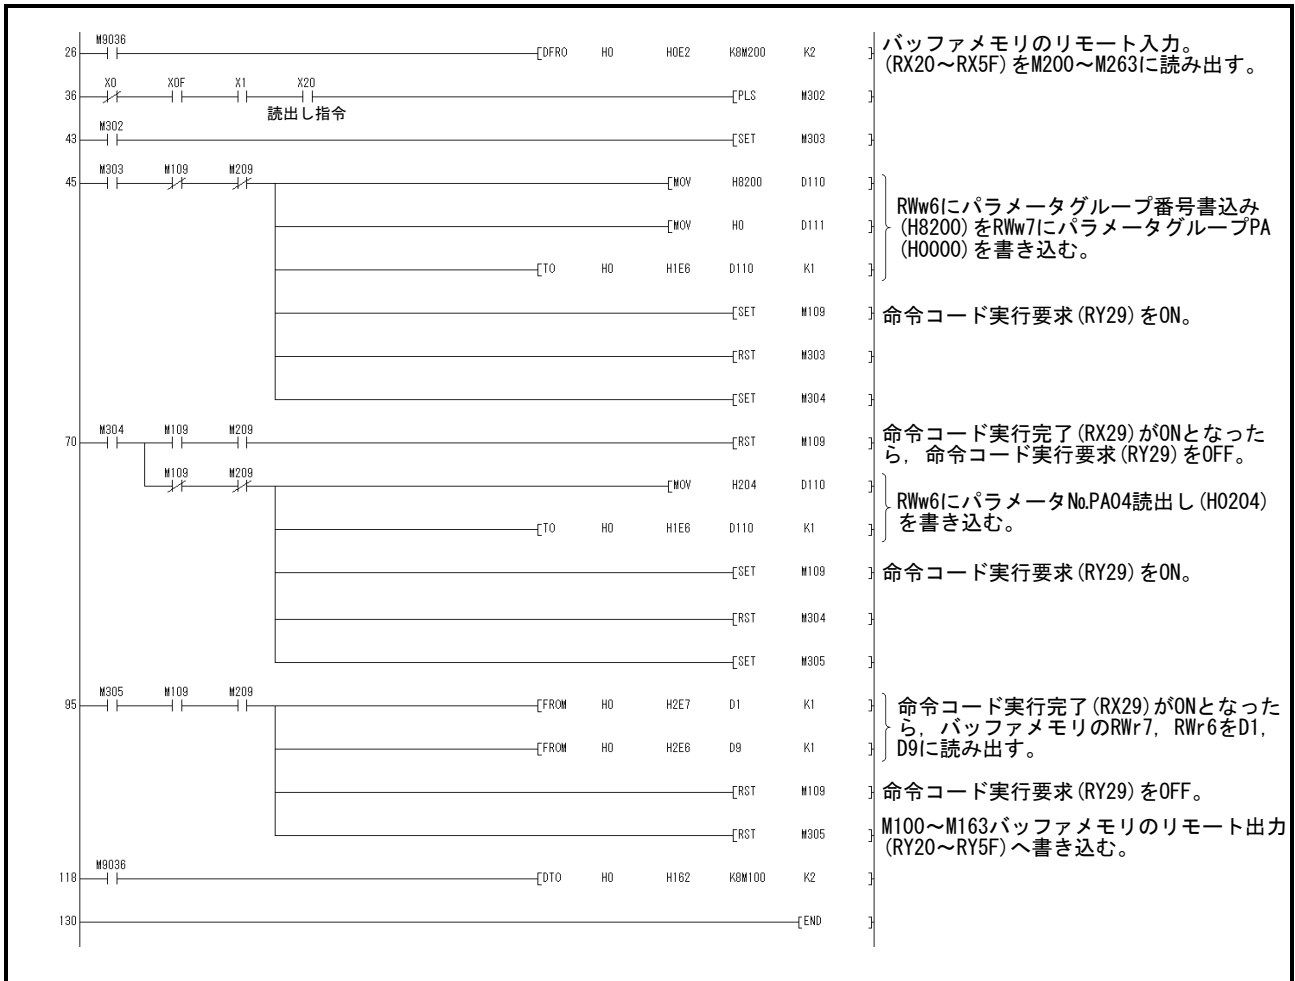 M9036
26 [DFRO H0 H0E2 K8M200 K2 ]
バッファメモリのリモート入力。
(RX20～RX5F)をM200～M263に読み出す。
X0 X0F X1 X20
36 [PLS M302 ]
読出し指令
M302
43 [SET M303 ]
M303 M109 M209
45 [MOV H8200 D110 ]
[MOV H0 D111 ]
[TO H0 H1E6 D110 K1 ]
RWw6にパラメータグループ番号書込み
(H8200)をRWw7にパラメータグループPA
(H0000)を書き込む。
[SET M109 ]
命令コード実行要求(RY29)をON。
[RST M303 ]
[SET M304 ]
M304 M109 M209
70 [RST M109 ]
命令コード実行完了(RX29)がONとなった
ら，命令コード実行要求(RY29)をOFF。
M109 M209
[MOV H204 D110 ]
[TO H0 H1E6 D110 K1 ]
RWw6にパラメータ№PA04読出し(H0204)
を書き込む。
[SET M109 ]
命令コード実行要求(RY29)をON。
[RST M304 ]
[SET M305 ]
M305 M109 M209
95 [FROM H0 H2E7 D1 K1 ]
[FROM H0 H2E6 D9 K1 ]
命令コード実行完了(RX29)がONとなった
ら，バッファメモリのRWr7，RWr6をD1，
D9に読み出す。
[RST M109 ]
命令コード実行要求(RY29)をOFF。
[RST M305 ]
M100～M163バッファメモリのリモート出力
(RY20～RY5F)へ書き込む。
M9036
118 [DTO H0 H162 K8M100 K2 ]
130 [END ]